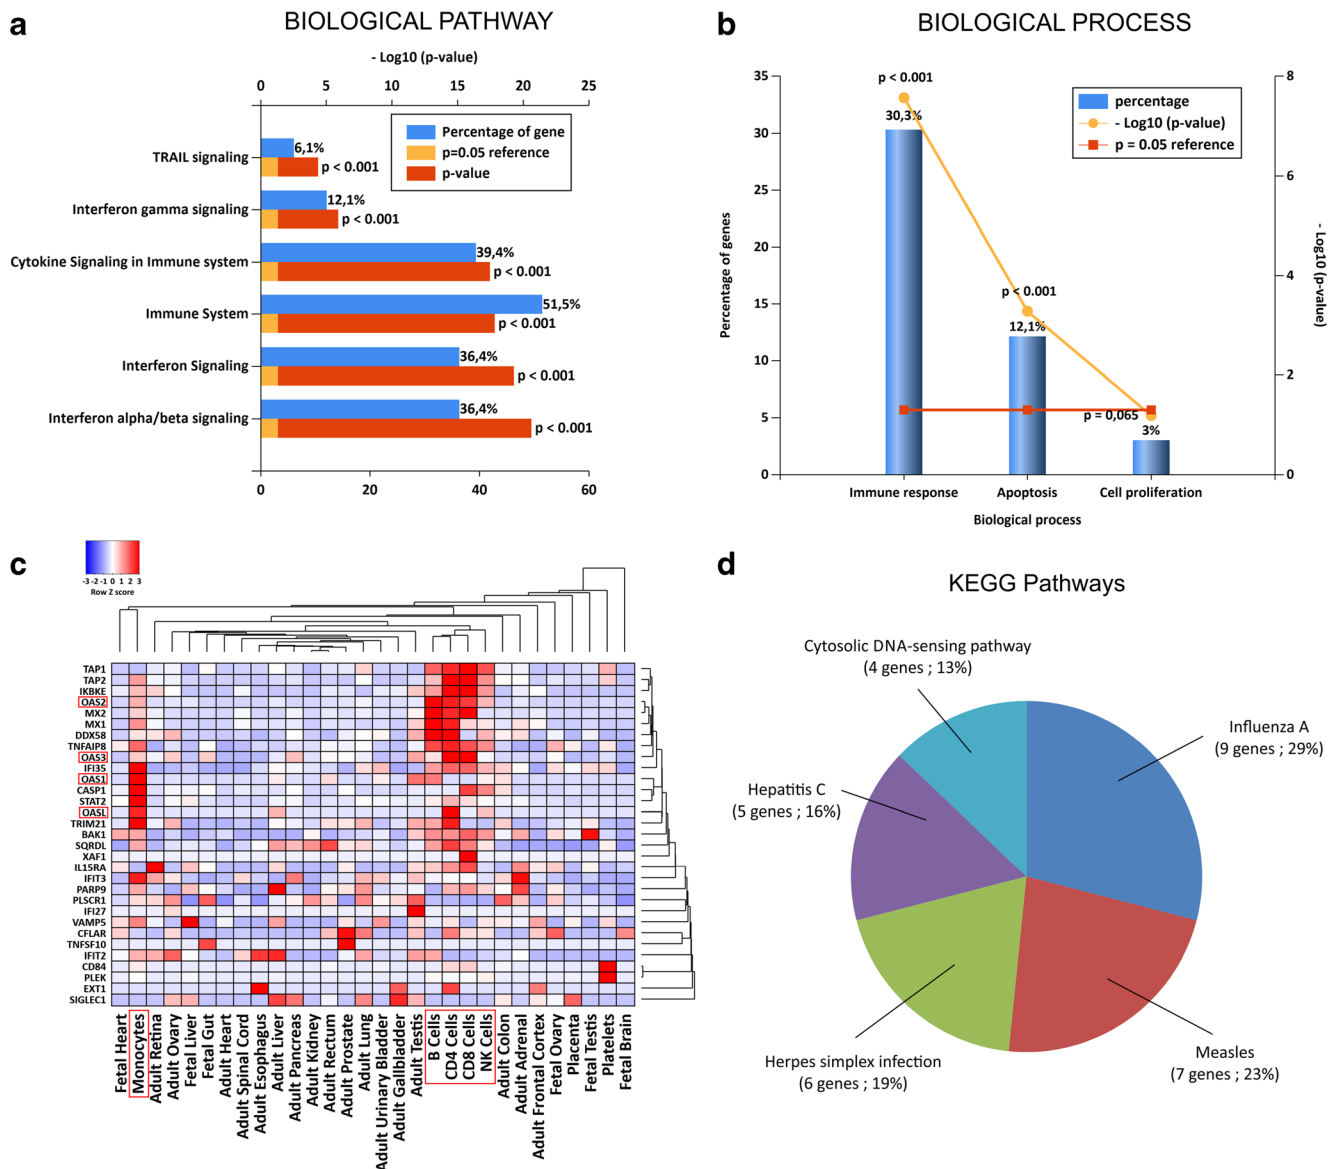 a
BIOLOGICAL PATHWAY
- Log10 (p-value)
0 5 10 15 20 25
Percentage of gene
p=0.05 reference
p-value
TRAIL signaling
6,1%
p < 0.001
Interferon gamma signaling
12,1%
p < 0.001
Cytokine Signaling in Immune system
39,4%
p < 0.001
Immune System
51,5%
p < 0.001
Interferon Signaling
36,4%
p < 0.001
Interferon alpha/beta signaling
36,4%
p < 0.001
0 20 40 60
b
BIOLOGICAL PROCESS
percentage
- Log10 (p-value)
p = 0.05 reference
Percentage of genes
35
30
25
20
15
10
5
0
- Log10 (p-value)
8
6
4
2
0
p < 0.001
30,3%
p < 0.001
12,1%
p = 0,065
3%
Immune response
Apoptosis
Cell proliferation
Biological process
c
-3 -2 -1 0 1 2 3
Row Z score
TAP1
TAP2
IKBKE
OAS2
MX2
MX1
DDX58
TNFAIP8
OAS3
IFI35
OAS1
CASP1
STAT2
OASL
TRIM21
BAK1
SQRDL
XAF1
IL15RA
IFIT3
PARP9
PLSCR1
IFI27
VAMP5
CFLAR
TNFSF10
IFIT2
CD84
PLEK
EXT1
SIGLEC1
Fetal Heart
Monocytes
Adult Retina
Adult Ovary
Fetal Liver
Fetal Gut
Adult Heart
Adult Spinal Cord
Adult Esophagus
Adult Liver
Adult Pancreas
Adult Kidney
Adult Rectum
Adult Prostate
Adult Lung
Adult Urinary Bladder
Adult Gallbladder
Adult Testis
B Cells
CD4 Cells
CD8 Cells
NK Cells
Adult Colon
Adult Adrenal
Adult Frontal Cortex
Fetal Ovary
Placenta
Fetal Testis
Platelets
Fetal Brain
d
KEGG Pathways
Cytosolic DNA-sensing pathway
(4 genes ; 13%)
Influenza A
(9 genes ; 29%)
Hepatitis C
(5 genes ; 16%)
Herpes simplex infection
(6 genes ; 19%)
Measles
(7 genes ; 23%)